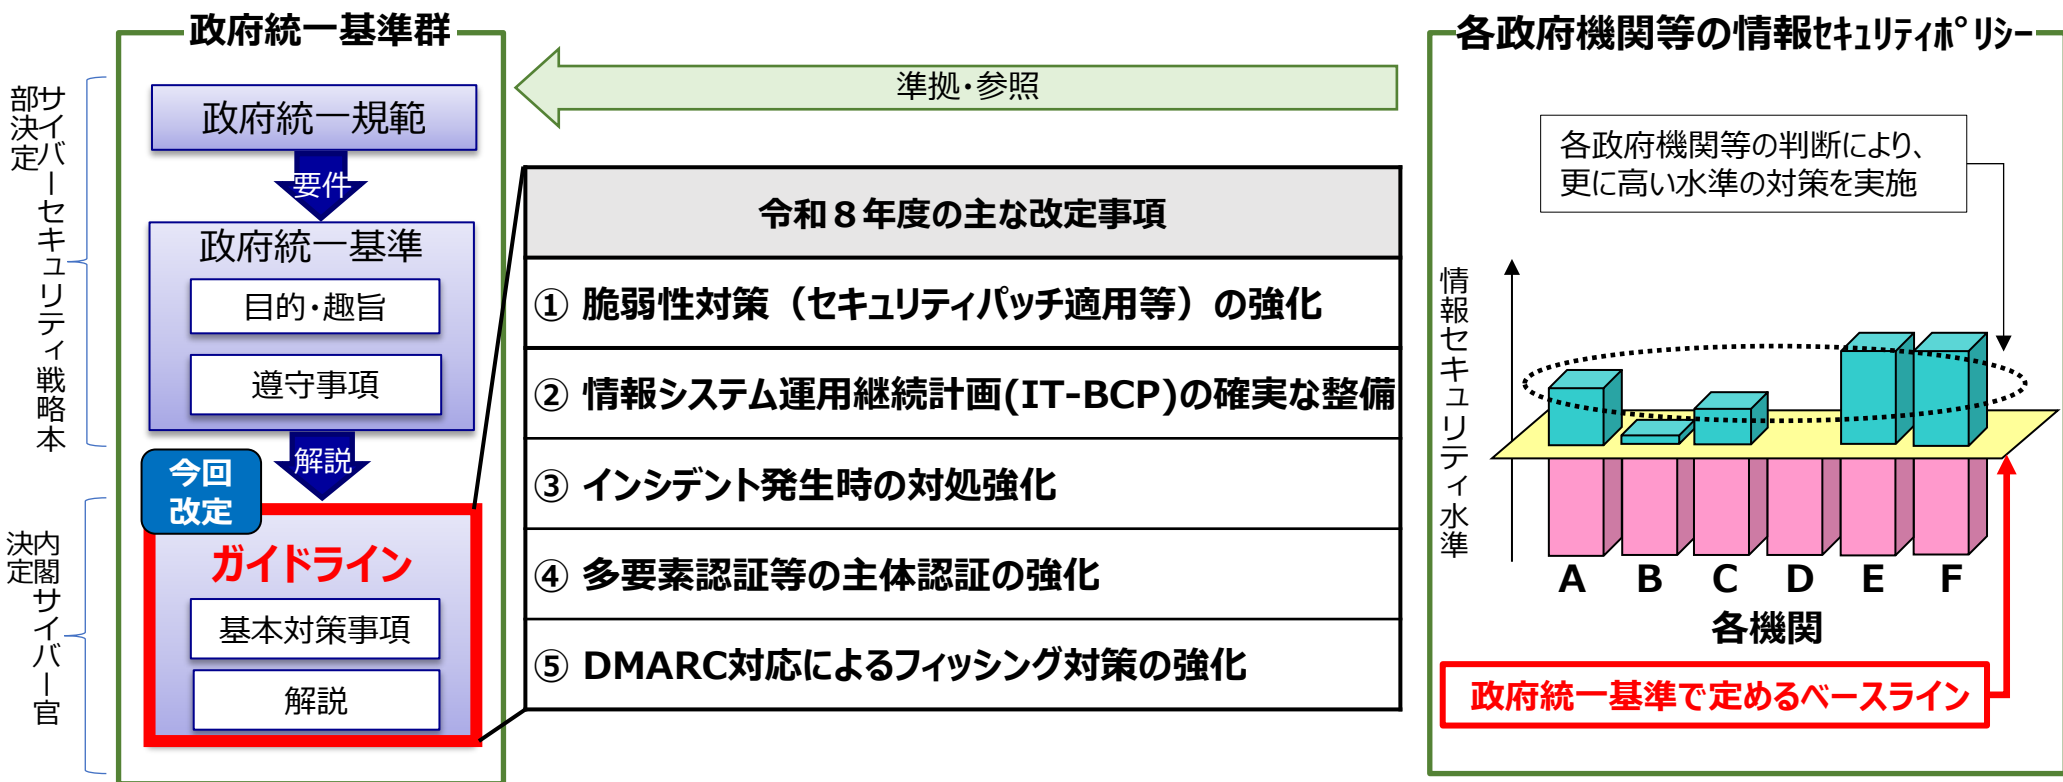 政府統一基準群
サイバーセキュリティ戦略本
部決定
政府統一規範
要件
政府統一基準
目的・趣旨
遵守事項
解説
今回
改定
内閣サイバー官
決定
ガイドライン
基本対策事項
解説
準拠・参照
令和８年度の主な改定事項
① 脆弱性対策（セキュリティパッチ適用等）の強化
② 情報システム運用継続計画(IT-BCP)の確実な整備
③ インシデント発生時の対処強化
④ 多要素認証等の主体認証の強化
⑤ DMARC対応によるフィッシング対策の強化
各政府機関等の情報ｾｷｭﾘﾃｨﾎﾟﾘｼｰ
各政府機関等の判断により、
更に高い水準の対策を実施
情報セキュリティ水準
A B C D E F
各機関
政府統一基準で定めるベースライン